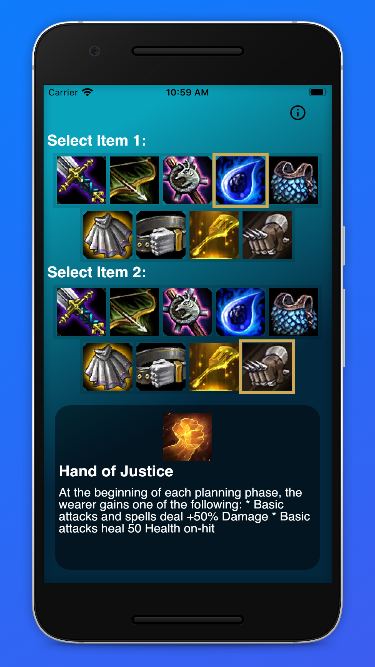 Carrier 10:59 AM
Select Item 1:
Select Item 2:
Hand of Justice
At the beginning of each planning phase, the
wearer gains one of the following: * Basic
attacks and spells deal +50% Damage * Basic
attacks heal 50 Health on-hit